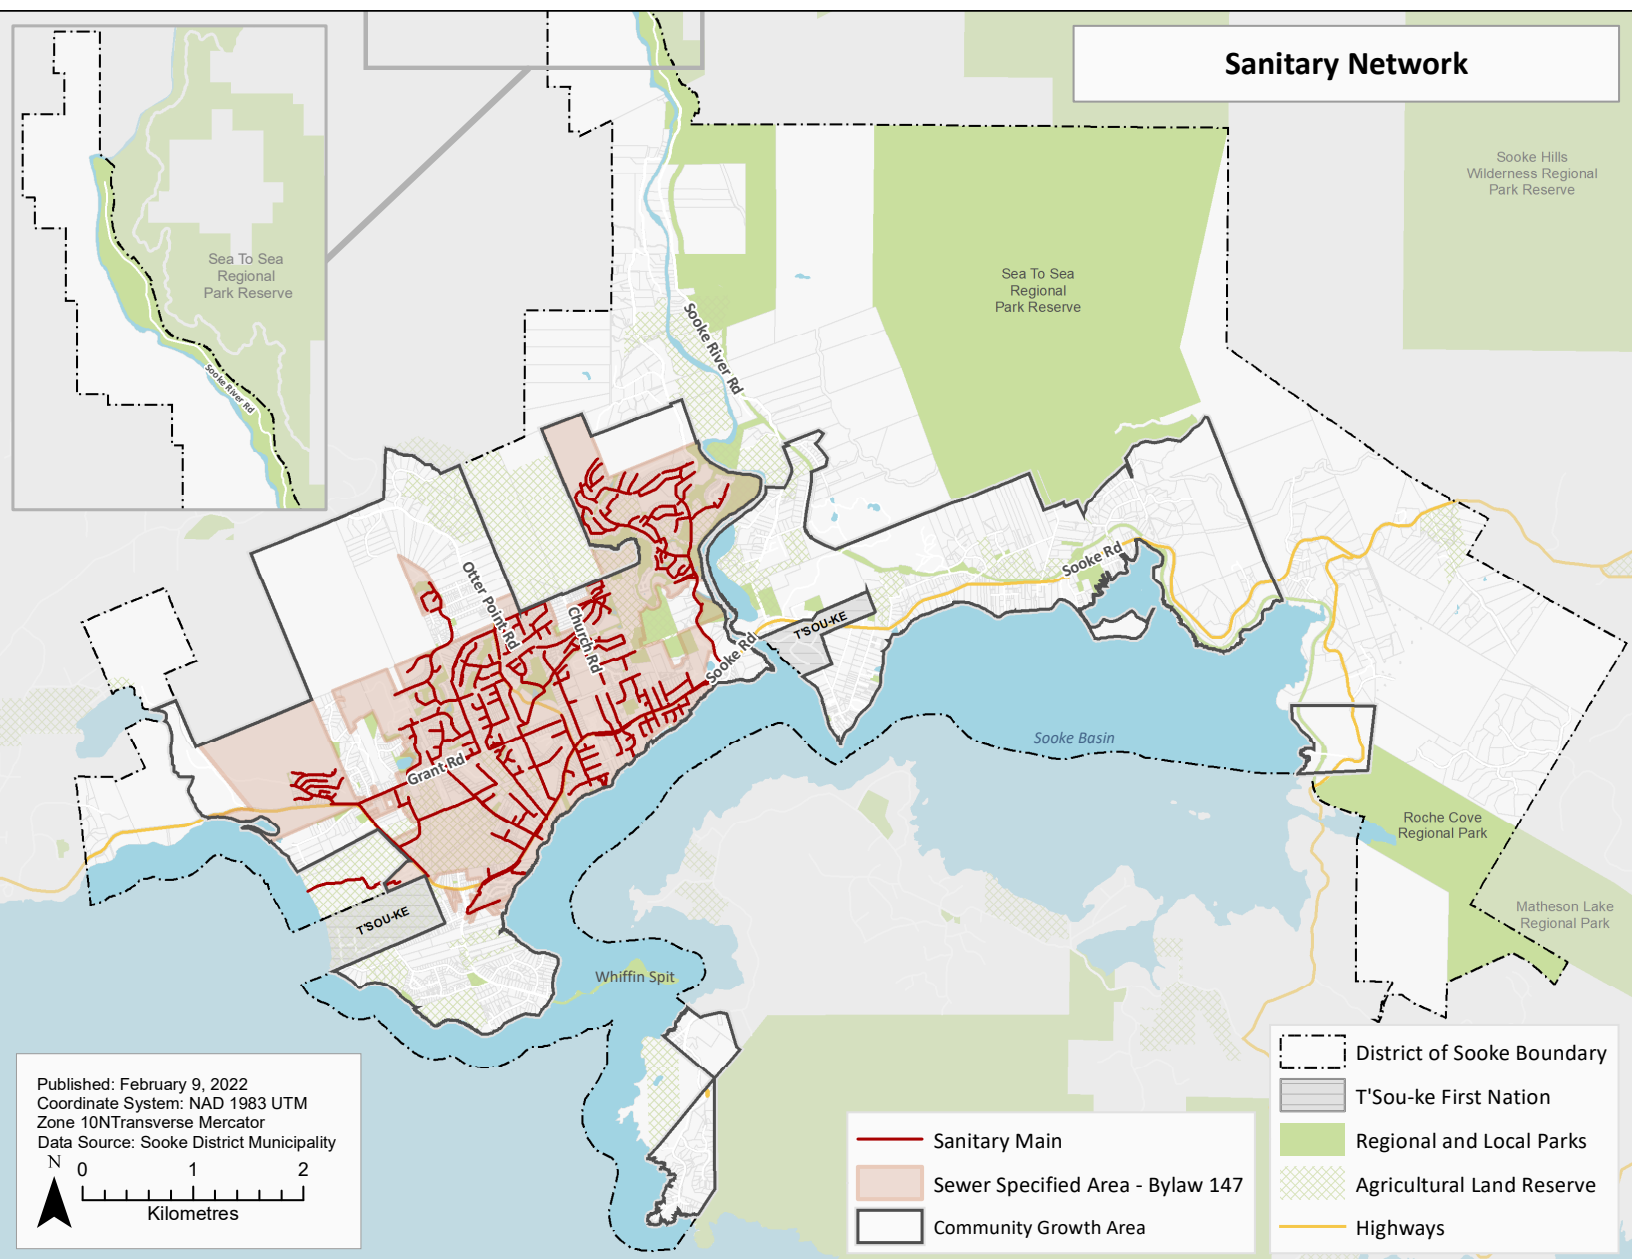 Sanitary Network
Sooke Hills
Wilderness Regional
Park Reserve
Sea To Sea
Regional
Park Reserve
Sooke River Rd
Sea To Sea
Regional
Park Reserve
Sooke River Rd
Otter Point Rd
Church Rd
Sooke Rd
T'SOU-KE
Sooke Rd
Grant Rd
Sooke Basin
Roche Cove
Regional Park
Matheson Lake
Regional Park
T'SOU-KE
Whiffin Spit
Published: February 9, 2022
Coordinate System: NAD 1983 UTM
Zone 10NTransverse Mercator
Data Source: Sooke District Municipality
N
0 1 2
Kilometres
Sanitary Main
Sewer Specified Area - Bylaw 147
Community Growth Area
District of Sooke Boundary
T'Sou-ke First Nation
Regional and Local Parks
Agricultural Land Reserve
Highways